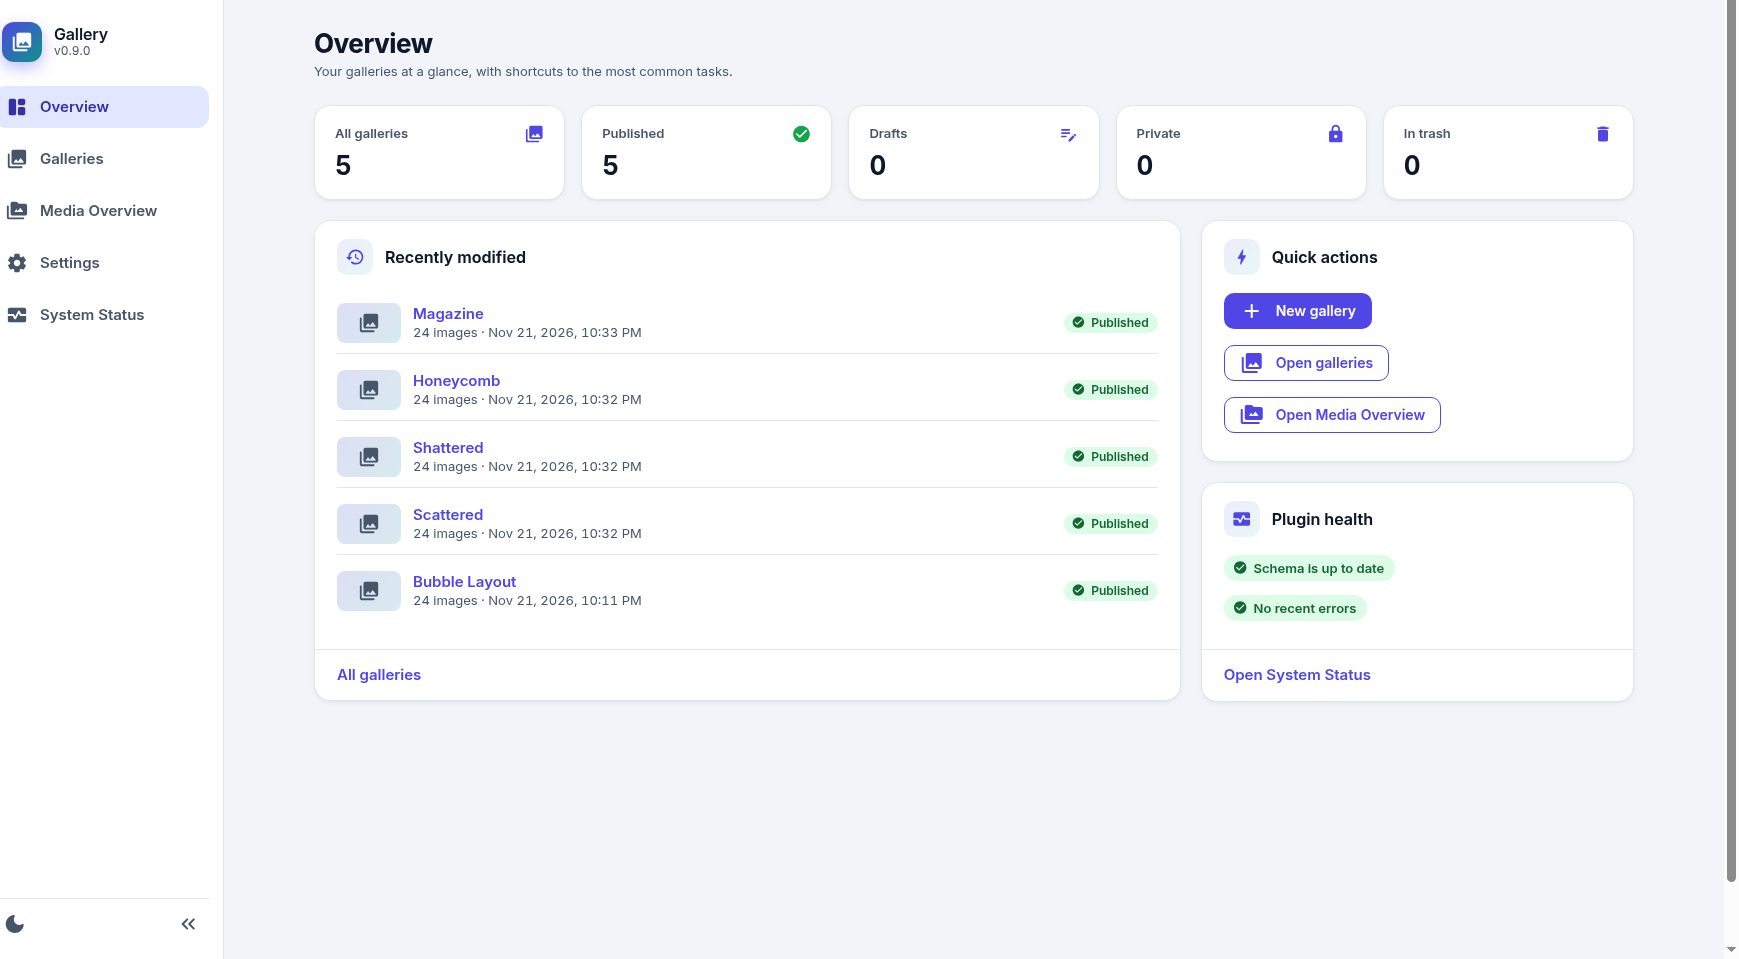 Gallery
v0.9.0
Overview
Galleries
Media Overview
Settings
System Status
Overview
Your galleries at a glance, with shortcuts to the most common tasks.
All galleries
5
Published
5
Drafts
0
Private
0
In trash
0
Recently modified
Magazine
24 images · Nov 21, 2026, 10:33 PM
Published
Honeycomb
24 images · Nov 21, 2026, 10:32 PM
Published
Shattered
24 images · Nov 21, 2026, 10:32 PM
Published
Scattered
24 images · Nov 21, 2026, 10:32 PM
Published
Bubble Layout
24 images · Nov 21, 2026, 10:11 PM
Published
All galleries
Quick actions
New gallery
Open galleries
Open Media Overview
Plugin health
Schema is up to date
No recent errors
Open System Status